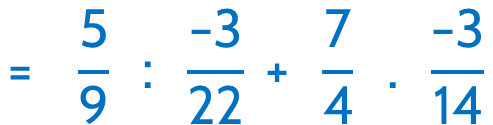 = 5/9 : –3/22 + 7/4 . –3/14